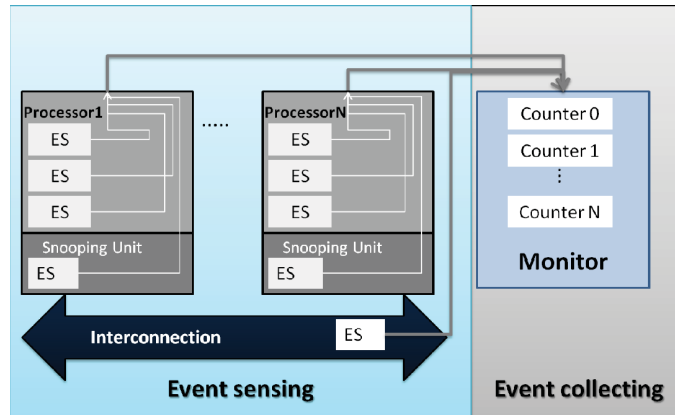 Processor1
ES
ES
ES
Snooping Unit
ES
.....
ProcessorN
ES
ES
ES
Snooping Unit
ES
Counter 0
Counter 1
⋮
Counter N
Monitor
Interconnection
ES
Event sensing
Event collecting